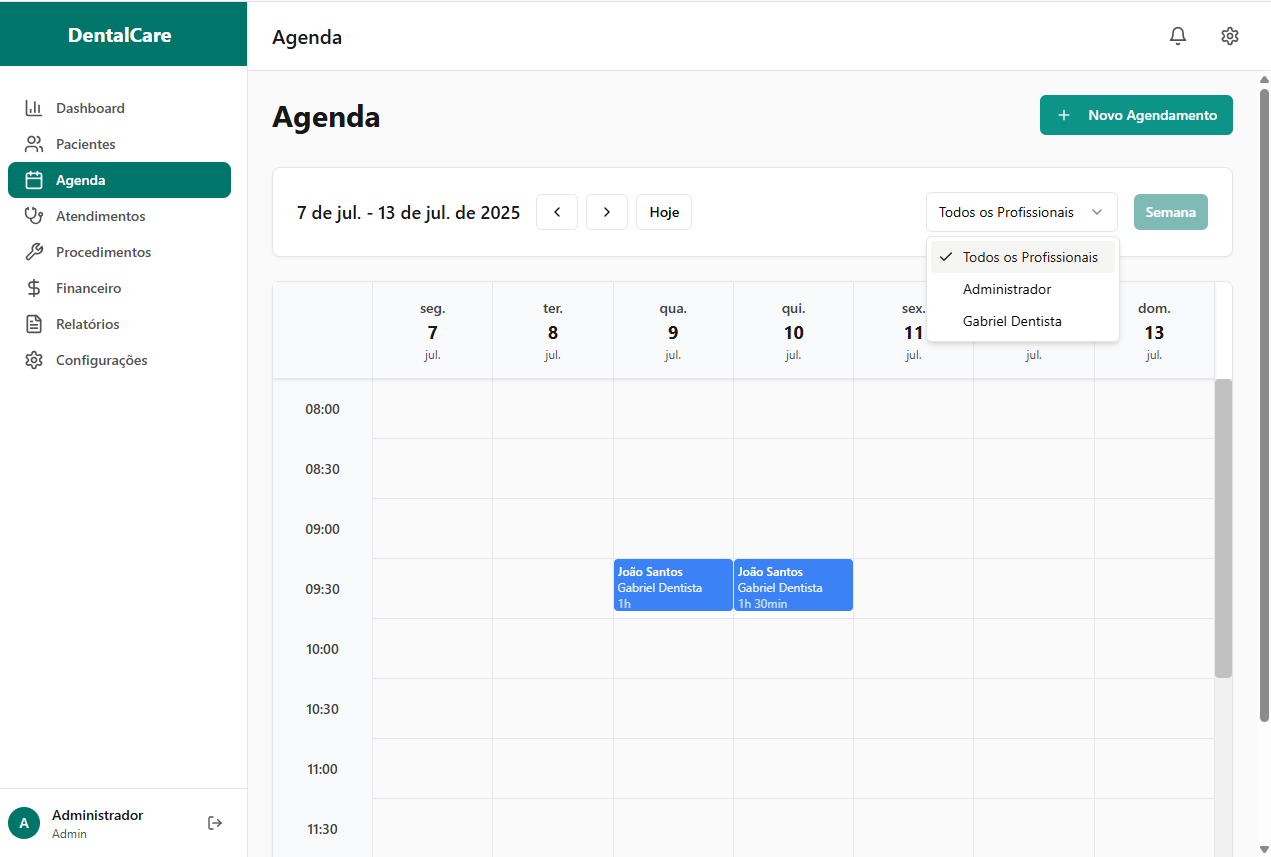 DentalCare
Agenda
Dashboard
Pacientes
Agenda
Atendimentos
Procedimentos
Financeiro
Relatórios
Configurações
A
Administrador
Admin
Agenda
+ Novo Agendamento
7 de jul. - 13 de jul. de 2025
Hoje
Todos os Profissionais
Semana
Todos os Profissionais
Administrador
Gabriel Dentista
seg. ter. qua. qui. sex. dom.
7 8 9 10 11 13
jul. jul. jul. jul. jul. jul. jul.
08:00
08:30
09:00
09:30
João Santos
Gabriel Dentista
1h
João Santos
Gabriel Dentista
1h 30min
10:00
10:30
11:00
11:30